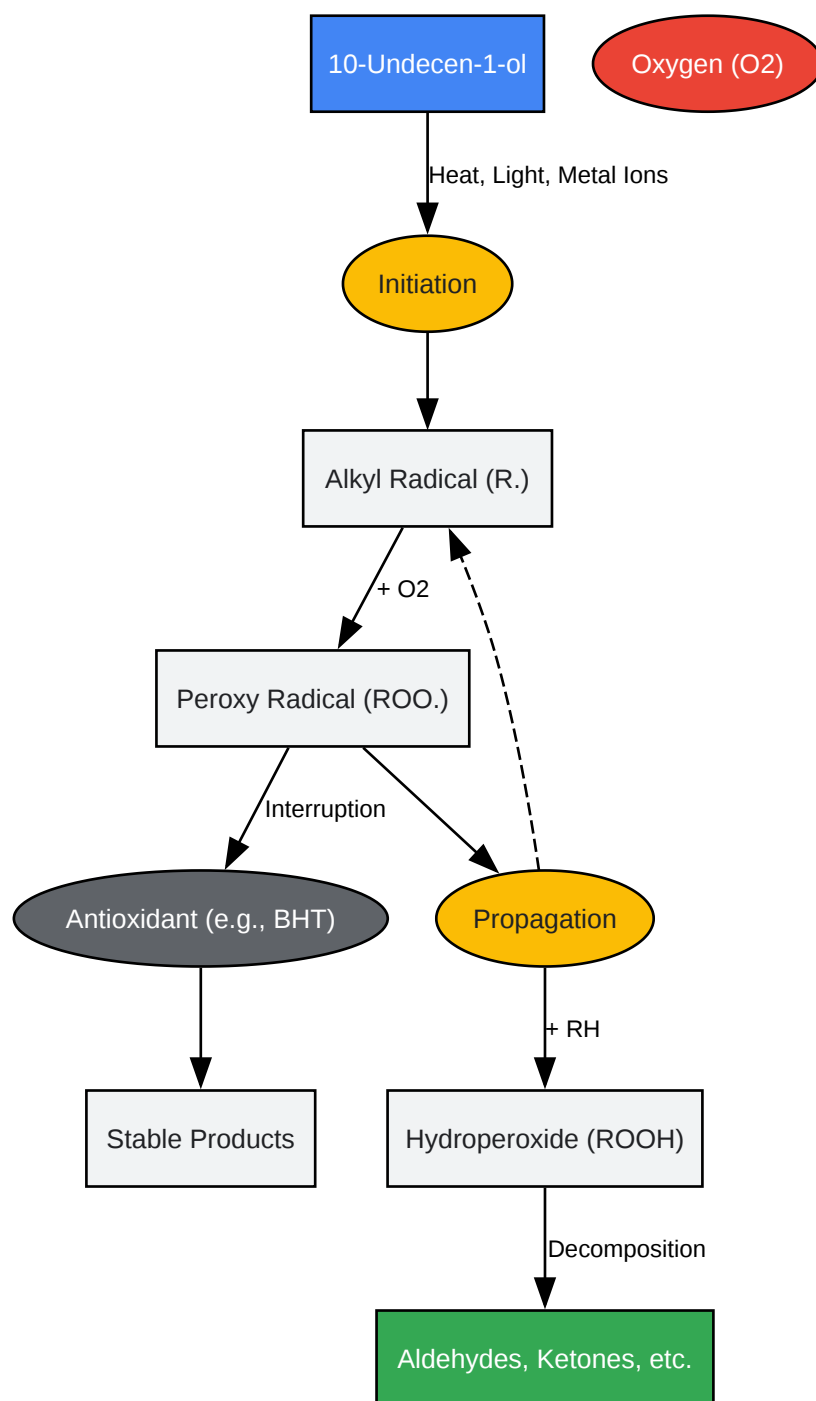 10-Undecen-1-ol
Oxygen (O2)
Heat, Light, Metal Ions
Initiation
Alkyl Radical (R.)
+ O2
Peroxy Radical (ROO.)
Interruption
Antioxidant (e.g., BHT)
Propagation
+ RH
Stable Products
Hydroperoxide (ROOH)
Decomposition
Aldehydes, Ketones, etc.